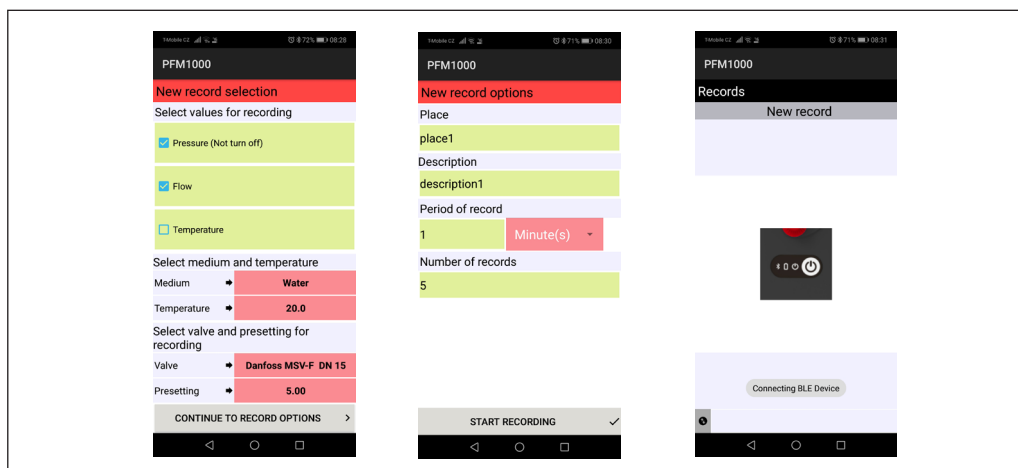 T-Mobile CZ 72% 08:28
PFM1000
New record selection
Select values for recording
Pressure (Not turn off)
Flow
Temperature
Select medium and temperature
Medium Water
Temperature 20.0
Select valve and presetting for
recording
Valve Danfoss MSV-F DN 15
Presetting 5.00
CONTINUE TO RECORD OPTIONS >
T-Mobile CZ 71% 08:30
PFM1000
New record options
Place
place1
Description
description1
Period of record
1 Minute(s)
Number of records
5
START RECORDING
T-Mobile CZ 71% 08:31
PFM1000
Records
New record
Connecting BLE Device